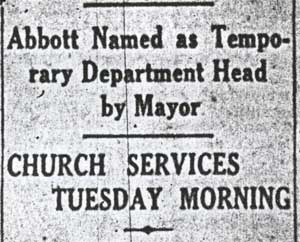 Abbott Named as Tempo-
rary Department Head
by Mayor
CHURCH SERVICES
TUESDAY MORNING